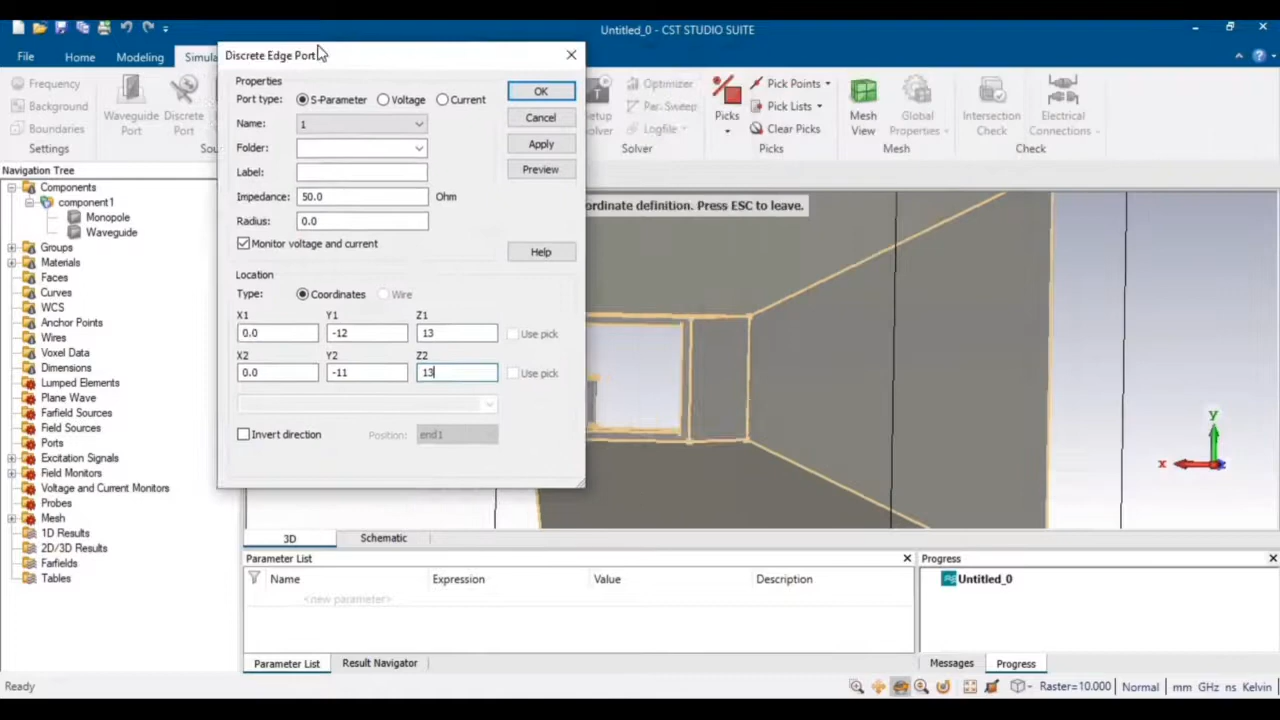 Untitled_0 - CST STUDIO SUITE
File
Home
Modeling
Simula
Discrete Edge Port
Frequency
Background
Boundaries
Settings
Waveguide
Port
Discrete
Port
Sou
Properties
Port type:
S-Parameter
Voltage
Current
Name:
1
Folder:
Label:
Impedance:
50.0
Ohm
Radius:
0.0
Monitor voltage and current
OK
Cancel
Apply
Preview
Help
Location
Type:
Coordinates
Wire
X1
Y1
Z1
0.0
-12
13
Use pick
X2
Y2
Z2
0.0
-11
13
Use pick
Invert direction
Position:
end1
Setup
Solver
Optimizer
Par. Sweep
Logfile
Solver
Picks
Pick Points
Pick Lists
Clear Picks
Picks
Mesh
View
Global
Properties
Mesh
Intersection
Check
Electrical
Connections
Check
ordinate definition. Press ESC to leave.
y
x
Navigation Tree
Components
component1
Monopole
Waveguide
Groups
Materials
Faces
Curves
WCS
Anchor Points
Wires
Voxel Data
Dimensions
Lumped Elements
Plane Wave
Farfield Sources
Field Sources
Ports
Excitation Signals
Field Monitors
Voltage and Current Monitors
Probes
Mesh
1D Results
2D/3D Results
Farfields
Tables
3D
Schematic
Parameter List
Name
Expression
Value
Description
<new parameter>
Parameter List
Result Navigator
Progress
Untitled_0
Messages
Progress
Ready
Raster=10.000
Normal
mm GHz ns Kelvin